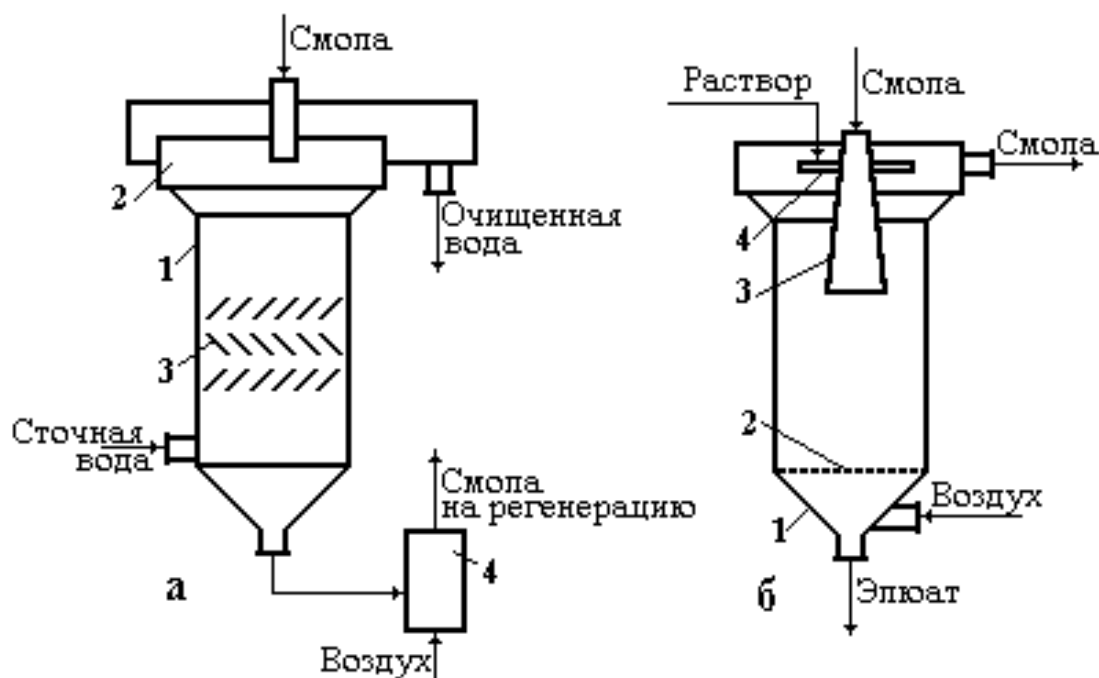 Смола
2
Очищенная
вода
1
3
Сточная
вода
Смола
на регенерацию
4
а
Воздух
Раствор
Смола
Смола
4
3
2
Воздух
1
б
Элюат